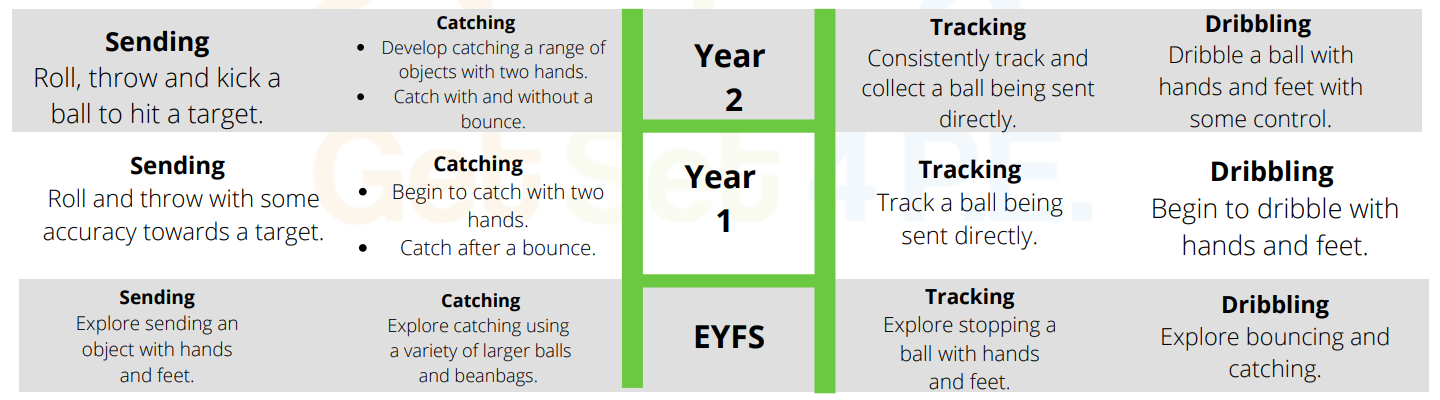 Sending
Roll, throw and kick a
ball to hit a target.
Catching
• Develop catching a range of
objects with two hands.
• Catch with and without a
bounce.
Year
2
Tracking
Consistently track and
collect a ball being sent
directly.
Dribbling
Dribble a ball with
hands and feet with
some control.
Sending
Roll and throw with some
accuracy towards a target.
Catching
• Begin to catch with two
hands.
• Catch after a bounce.
Year
1
Tracking
Track a ball being
sent directly.
Dribbling
Begin to dribble with
hands and feet.
Sending
Explore sending an
object with hands
and feet.
Catching
Explore catching using
a variety of larger balls
and beanbags.
EYFS
Tracking
Explore stopping a
ball with hands
and feet.
Dribbling
Explore bouncing and
catching.
Get Set 4 PE.